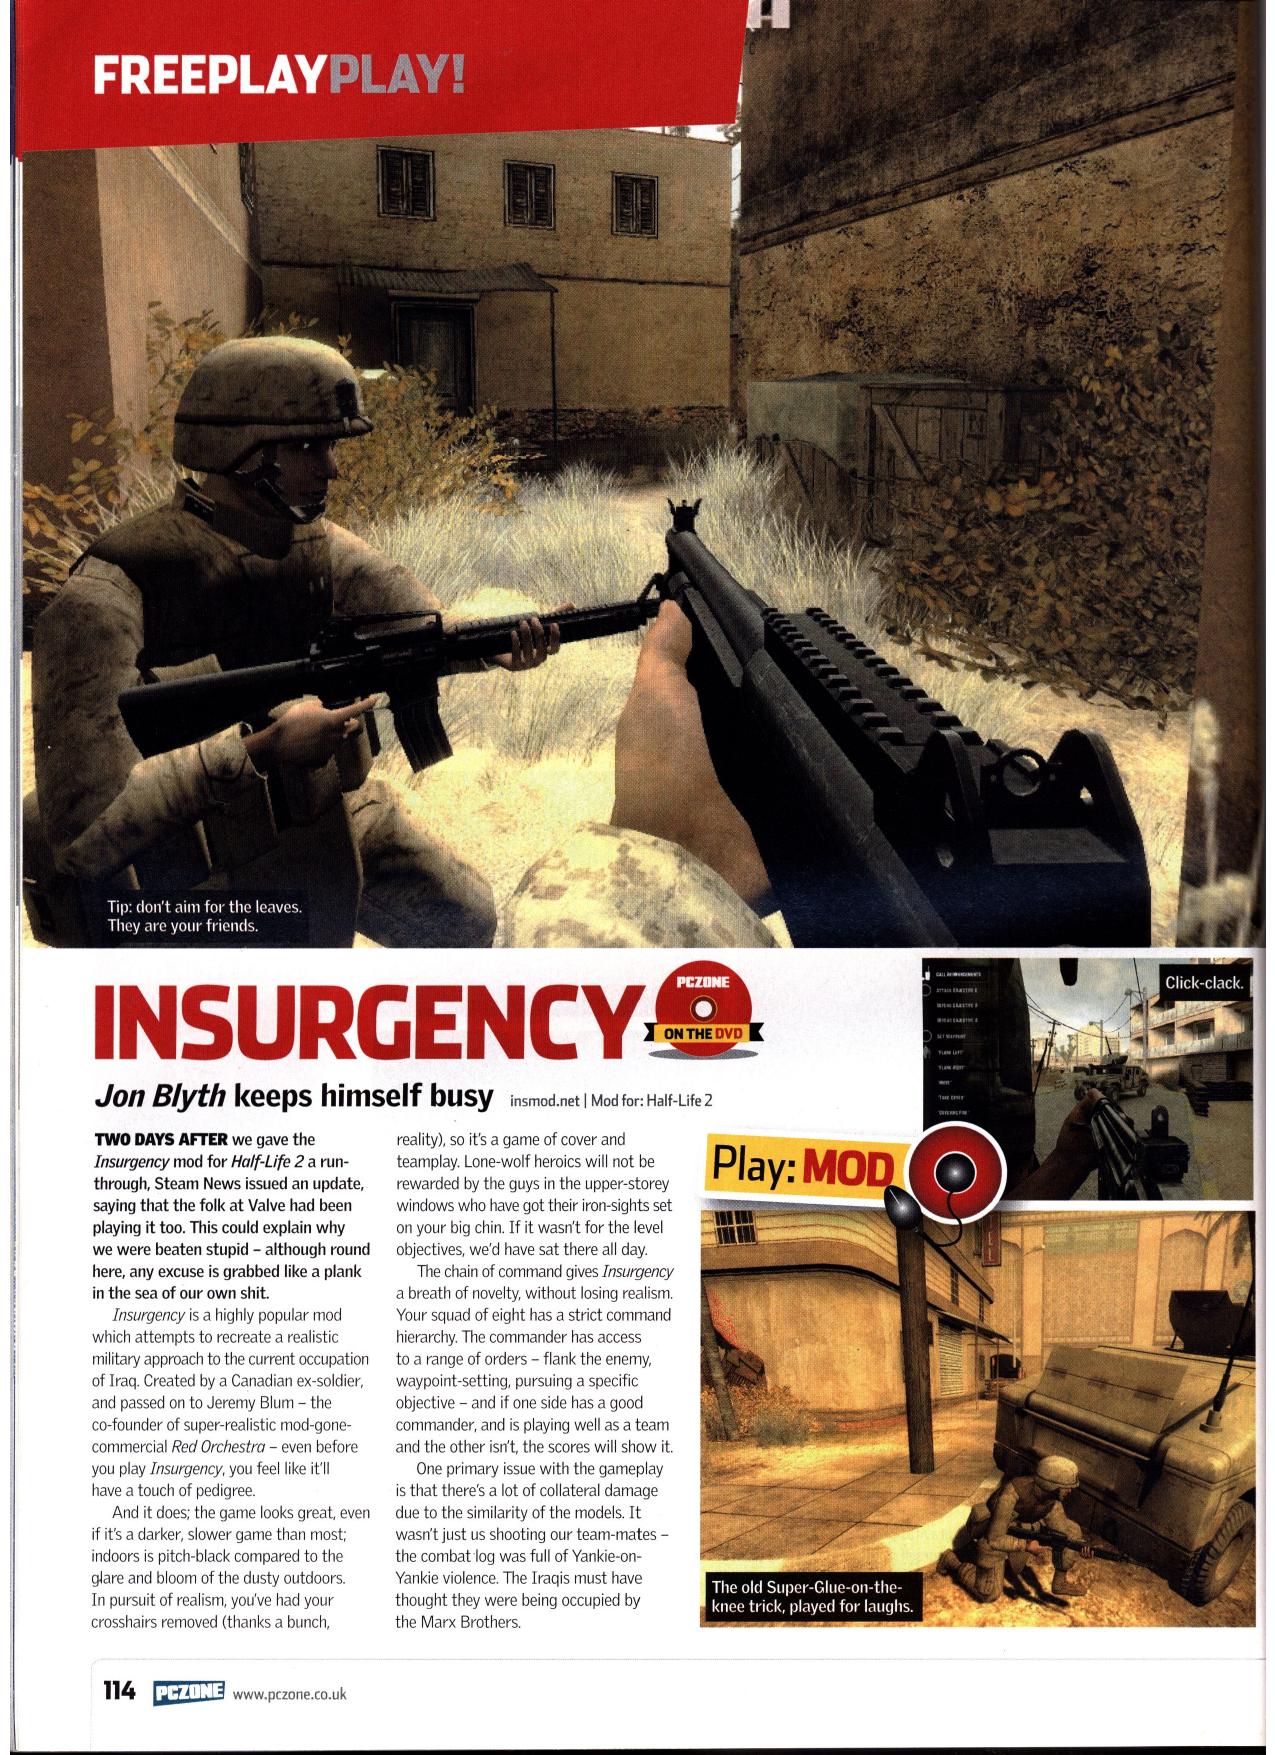 FREEPLAYPLAY!
Tip: don't aim for the leaves.
They are your friends.
INSURGENCY
PCZONE
ON THE DVD
Jon Blyth keeps himself busy
insmod.net | Mod for: Half-Life 2
TWO DAYS AFTER we gave the
Insurgency mod for Half-Life 2 a run-
through, Steam News issued an update,
saying that the folk at Valve had been
playing it too. This could explain why
we were beaten stupid – although round
here, any excuse is grabbed like a plank
in the sea of our own shit.
Insurgency is a highly popular mod
which attempts to recreate a realistic
military approach to the current occupation
of Iraq. Created by a Canadian ex-soldier,
and passed on to Jeremy Blum – the
co-founder of super-realistic mod-gone-
commercial Red Orchestra – even before
you play Insurgency, you feel like it'll
have a touch of pedigree.
And it does; the game looks great, even
if it's a darker, slower game than most;
indoors is pitch-black compared to the
glare and bloom of the dusty outdoors.
In pursuit of realism, you've had your
crosshairs removed (thanks a bunch,
reality), so it's a game of cover and
teamplay. Lone-wolf heroics will not be
rewarded by the guys in the upper-storey
windows who have got their iron-sights set
on your big chin. If it wasn't for the level
objectives, we'd have sat there all day.
The chain of command gives Insurgency
a breath of novelty, without losing realism.
Your squad of eight has a strict command
hierarchy. The commander has access
to a range of orders – flank the enemy,
waypoint-setting, pursuing a specific
objective – and if one side has a good
commander, and is playing well as a team
and the other isn't, the scores will show it.
One primary issue with the gameplay
is that there's a lot of collateral damage
due to the similarity of the models. It
wasn't just us shooting our team-mates –
the combat log was full of Yankie-on-
Yankie violence. The Iraqis must have
thought they were being occupied by
the Marx Brothers.
Click-clack.
Play: MOD
The old Super-Glue-on-the-
knee trick, played for laughs.
114
PCZONE
www.pczone.co.uk